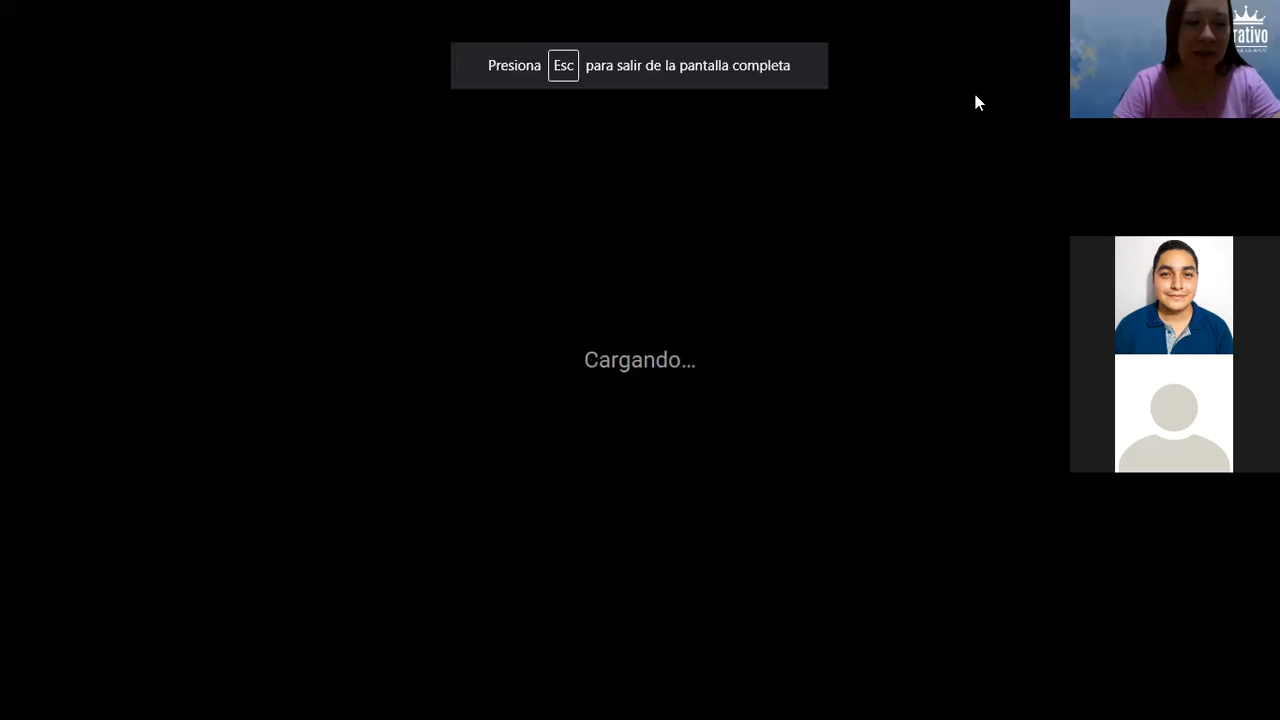 Presiona Esc para salir de la pantalla completa
rativo
Cargando...